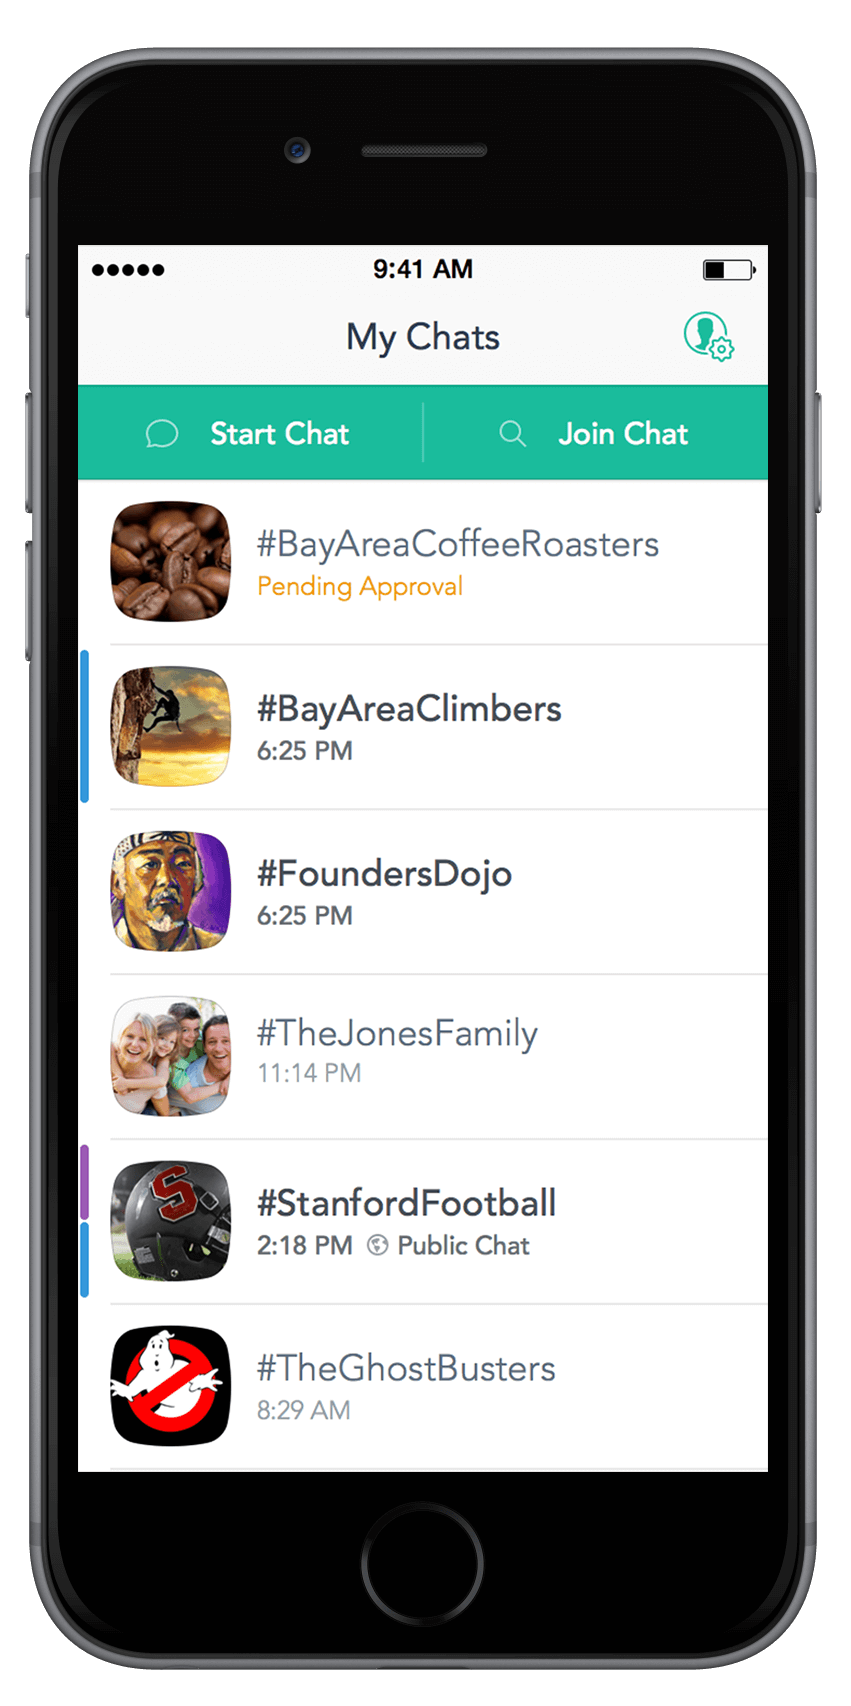 9:41 AM
My Chats
Start Chat
Join Chat
#BayAreaCoffeeRoasters
Pending Approval
#BayAreaClimbers
6:25 PM
#FoundersDojo
6:25 PM
#TheJonesFamily
11:14 PM
S
#StanfordFootball
2:18 PM Public Chat
#TheGhostBusters
8:29 AM